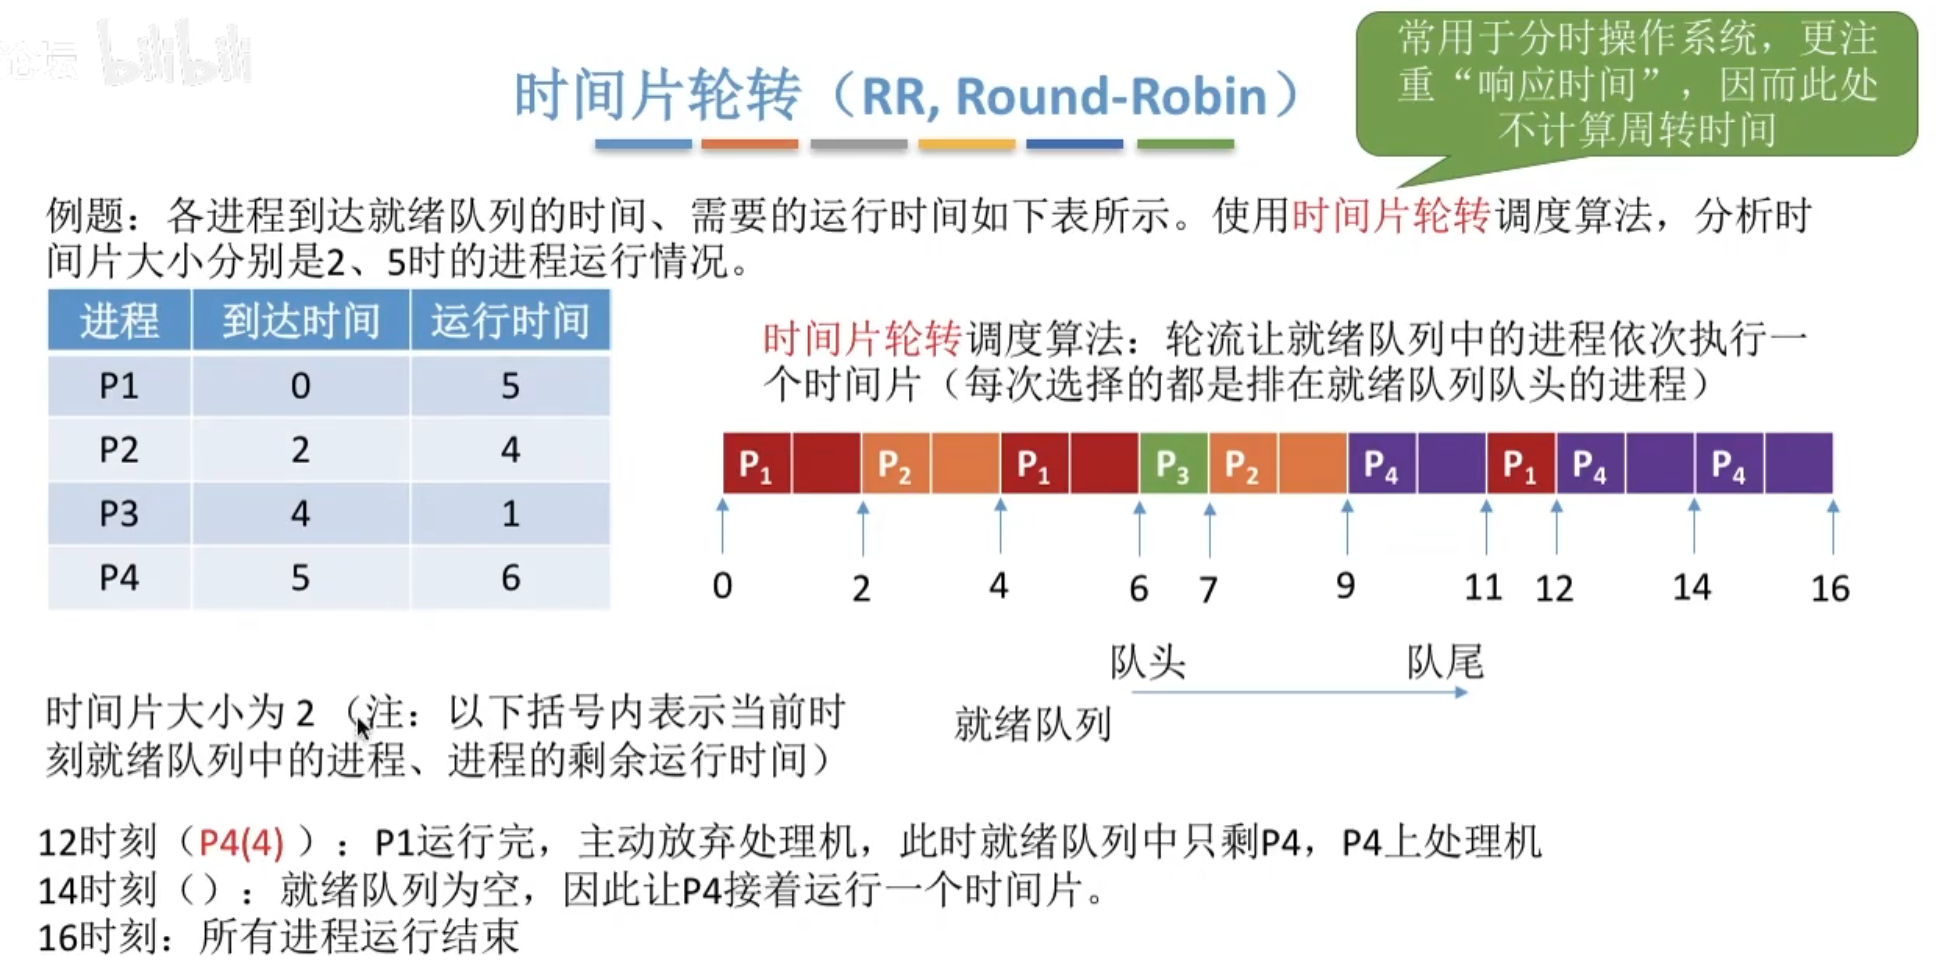 论坛 bilibili
常用于分时操作系统，更注
重“响应时间”，因而此处
不计算周转时间
时间片轮转（RR, Round-Robin）
例题：各进程到达就绪队列的时间、需要的运行时间如下表所示。使用时间片轮转调度算法，分析时
间片大小分别是2、5时的进程运行情况。
进程 到达时间 运行时间
P1 0 5
P2 2 4
P3 4 1
P4 5 6
时间片轮转调度算法：轮流让就绪队列中的进程依次执行一
个时间片（每次选择的都是排在就绪队列队头的进程）
P1 P2 P1 P3 P2 P4 P1 P4 P4
0 2 4 6 7 9 11 12 14 16
队头 队尾
就绪队列
时间片大小为 2 （注：以下括号内表示当前时
刻就绪队列中的进程、进程的剩余运行时间）
12时刻（P4(4) ）：P1运行完，主动放弃处理机，此时就绪队列中只剩P4，P4上处理机
14时刻（）：就绪队列为空，因此让P4接着运行一个时间片。
16时刻：所有进程运行结束